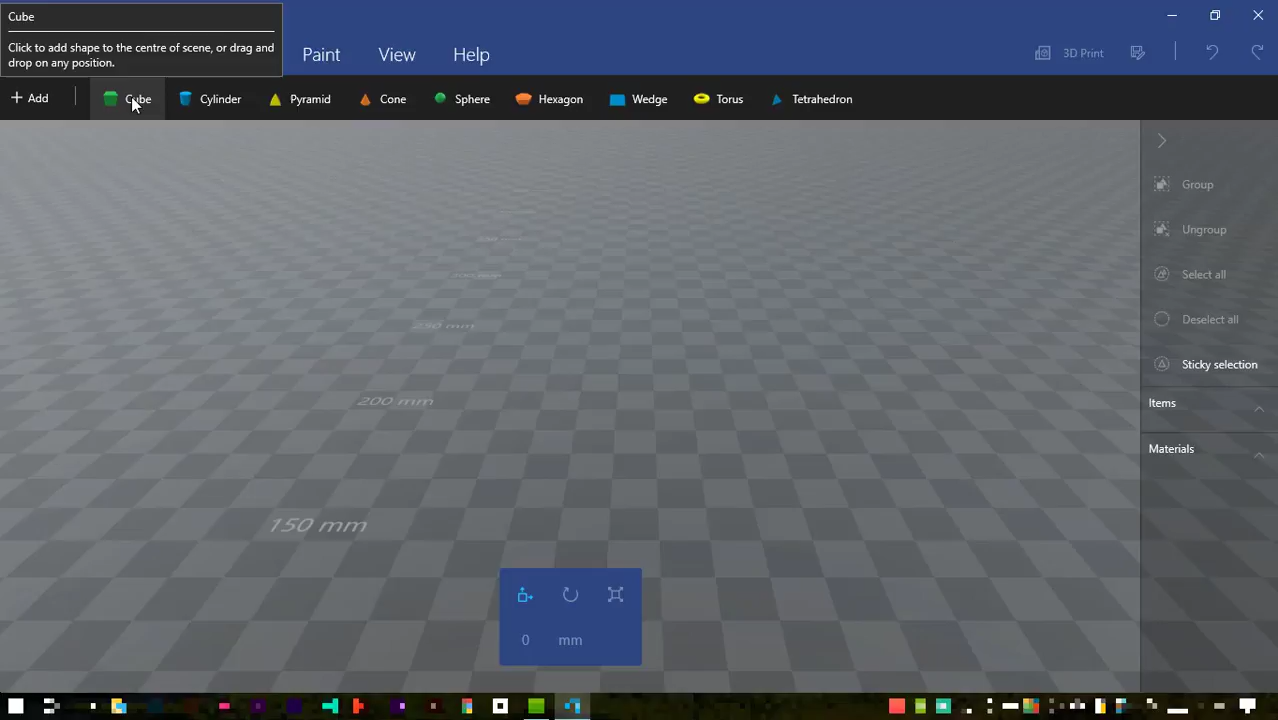 Cube
Click to add shape to the centre of scene, or drag and
drop on any position.
Paint
View
Help
3D Print
Add
Cube
Cylinder
Pyramid
Cone
Sphere
Hexagon
Wedge
Torus
Tetrahedron
Group
Ungroup
Select all
Deselect all
Sticky selection
Items
Materials
200 mm
150 mm
0 mm